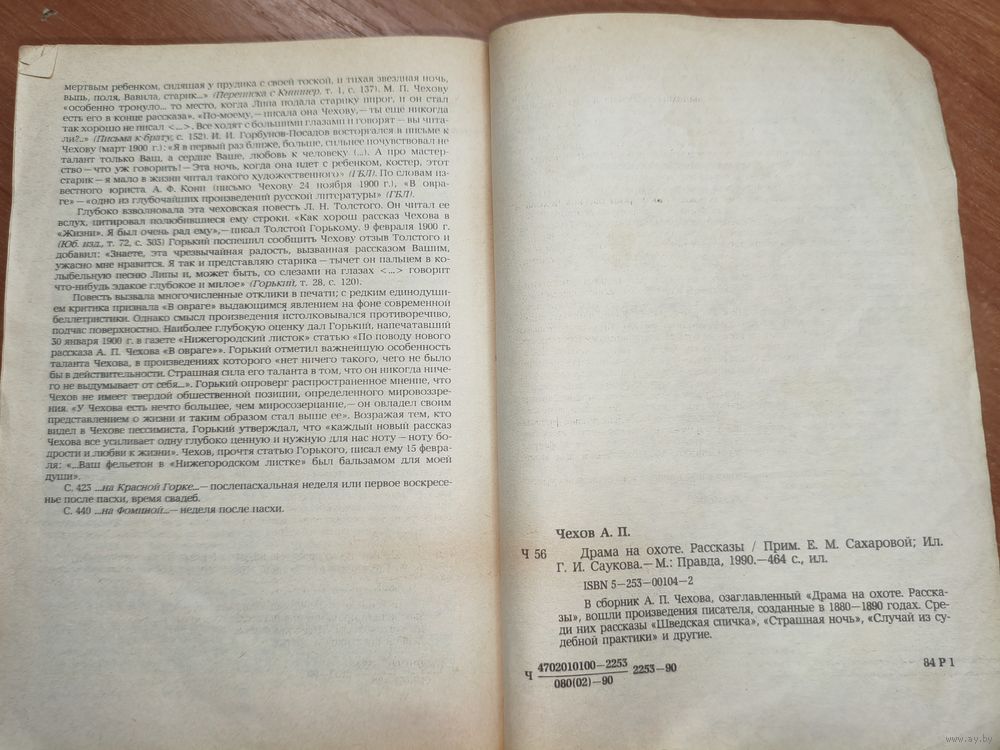 мертвым ребенком, сидящая у прудика с своей тоской, и тихая звездная ночь,
выпь, поля, Вавила, старик...» (Переписка с Книппер, т. 1, с. 137). М. П. Чехову
«особенно тронуло... то место, когда Липа подала старику пирог, и он стал
есть его в конце рассказа». «По-моему,— писала она Чехову,— ты еще никогда
так хорошо не писал <...>. Все ходят с большими глазами и говорят — вы чита-
ли?..» (Письма к брату, с. 152). И. И. Горбунов-Посадов восторгался в письме к
Чехову (март 1900 г.): «Я в первый раз ближе, больше, сильнее почувствовал не
талант только Ваш, а сердце Ваше, любовь к человеку (...). А про мастер-
ство — что уж говорить! — Эта ночь, когда она идет с ребенком, костер, этот
старик — я мало в жизни читал такого художественного» (ГБЛ). По словам из-
вестного юриста А. Ф. Кони (письмо Чехову 24 ноября 1900 г.), «В овра-
ге» — «одно из глубочайших произведений русской литературы» (ГБЛ).
Глубоко взволновала эта чеховская повесть Л. Н. Толстого. Он читал ее
вслух, цитировал полюбившиеся ему строки. «Как хорош рассказ Чехова в
«Жизни». Я был очень рад ему»,— писал Толстой Горькому. 9 февраля 1900 г.
(Юб. изд., т. 72, с. 303) Горький поспешил сообщить Чехову отзыв Толстого и
добавил: «Знаете, эта чрезвычайная радость, вызванная рассказом Вашим,
ужасно мне нравится. Я так и представляю старика — тычет он пальцем в ко-
лыбельную песню Липы и, может быть, со слезами на глазах <...> говорит
что-нибудь эдакое глубокое и милое» (Горький, т. 28, с. 120).
Повесть вызвала многочисленные отклики в печати; с редким единодуши-
ем критика признала «В овраге» выдающимся явлением на фоне современной
беллетристики. Однако смысл произведения истолковывался противоречиво,
подчас поверхностно. Наиболее глубокую оценку дал Горький, напечатавший
30 января 1900 г. в газете «Нижегородский листок» статью «По поводу нового
рассказа А. П. Чехова «В овраге»». Горький отметил важнейшую особенность
таланта Чехова, в произведениях которого «нет ничего такого, чего не было
бы в действительности. Страшная сила его таланта в том, что он никогда ниче-
го не выдумывает от себя...». Горький опроверг распространенное мнение, что
Чехов не имеет твердой общественной позиции, определенного мировоззре-
ния. «У Чехова есть нечто большее, чем миросозерцание,— он овладел своим
представлением о жизни и таким образом стал выше ее». Возражая тем, кто
видел в Чехове пессимиста, Горький утверждал, что «каждый новый рассказ
Чехова все усиливает одну глубоко ценную и нужную для нас ноту — ноту бо-
дрости и любви к жизни». Чехов, прочтя статью Горького, писал ему 15 февра-
ля: «...Ваш фельетон в «Нижегородском листке» был бальзамом для моей
души».
С. 423 ...на Красной Горке...— послепасхальная неделя или первое воскресе-
нье после пасхи, время свадеб.
С. 440 ...на Фоминой...— неделя после пасхи.
Чехов А. П.
Ч 56 Драма на охоте. Рассказы / Прим. Е. М. Сахаровой; Ил.
Г. И. Саукова.— М.: Правда, 1990.—464 с., ил.
ISBN 5—253—00104—2
В сборник А. П. Чехова, озаглавленный «Драма на охоте. Расска-
зы», вошли произведения писателя, созданные в 1880—1890 годах. Сре-
ди них рассказы «Шведская спичка», «Страшная ночь», «Случай из су-
дебной практики» и другие.
Ч 4702010100—2253 2253—90
080(02)—90
84 Р 1
www.ay.by